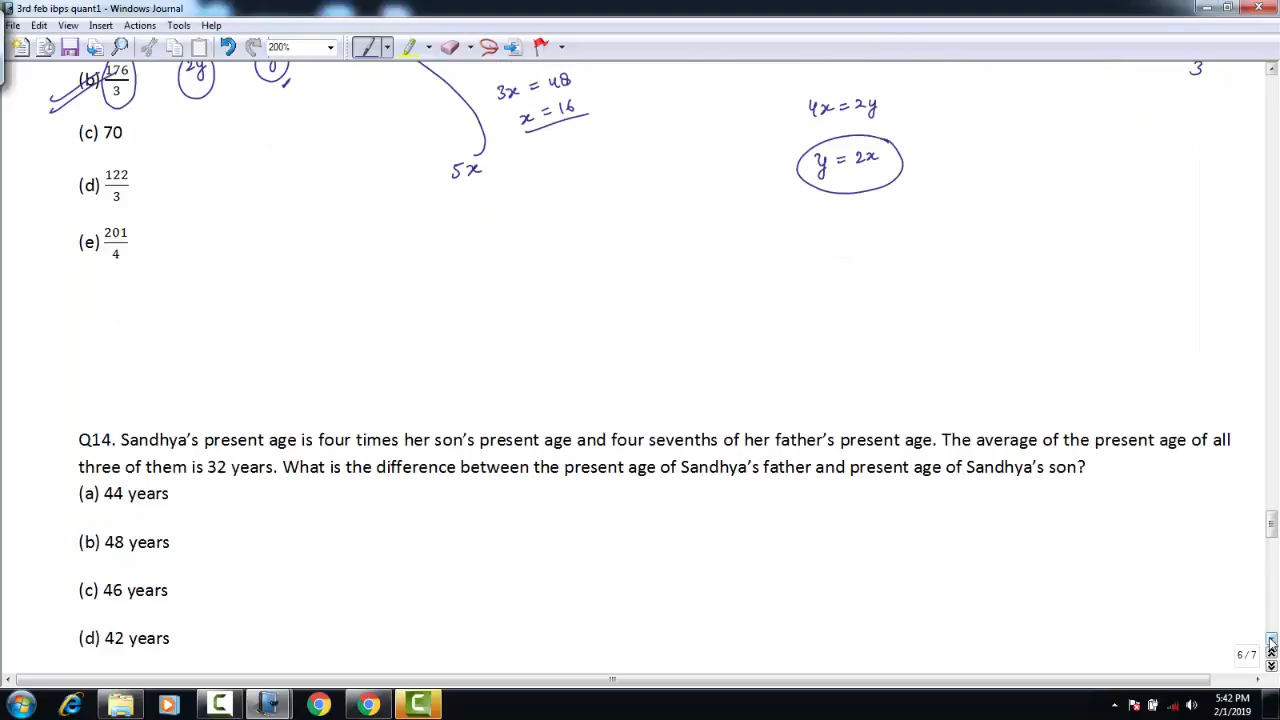 3rd feb ibps quant1 - Windows Journal
File Edit View Insert Actions Tools Help
200%
(b) 176/3 2y y
3x = 48
x = 16
3
4x = 2y
(c) 70
y = 2x
5x
(d) 122/3
(e) 201/4
Q14. Sandhya’s present age is four times her son’s present age and four sevenths of her father’s present age. The average of the present age of all
three of them is 32 years. What is the difference between the present age of Sandhya’s father and present age of Sandhya’s son?
(a) 44 years
(b) 48 years
(c) 46 years
(d) 42 years
6 / 7
5:42 PM
2/1/2019